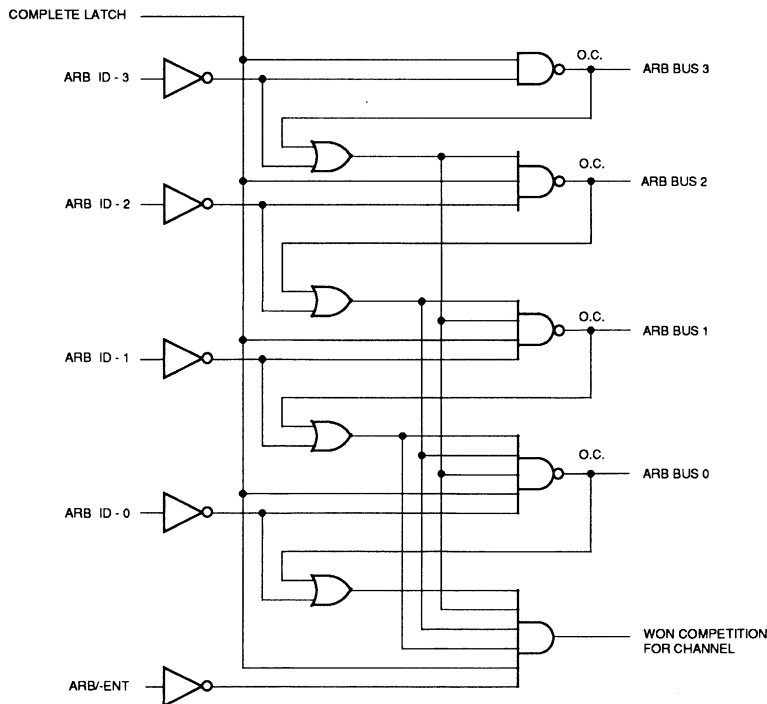 COMPLETE LATCH
O.C.
ARB ID - 3
ARB BUS 3
O.C.
ARB BUS 2
ARB ID - 2
O.C.
ARB BUS 1
ARB ID - 1
O.C.
ARB BUS 0
ARB ID - 0
WON COMPETITION
FOR CHANNEL
ARB/-ENT